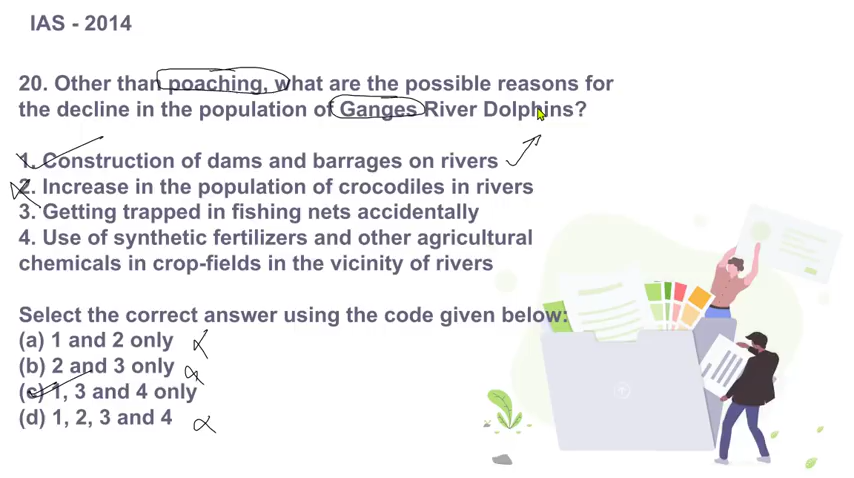 IAS - 2014
20. Other than poaching, what are the possible reasons for
the decline in the population of Ganges River Dolphins?
1. Construction of dams and barrages on rivers
2. Increase in the population of crocodiles in rivers
3. Getting trapped in fishing nets accidentally
4. Use of synthetic fertilizers and other agricultural
chemicals in crop-fields in the vicinity of rivers
Select the correct answer using the code given below:
(a) 1 and 2 only
(b) 2 and 3 only
(c) 1, 3 and 4 only
(d) 1, 2, 3 and 4